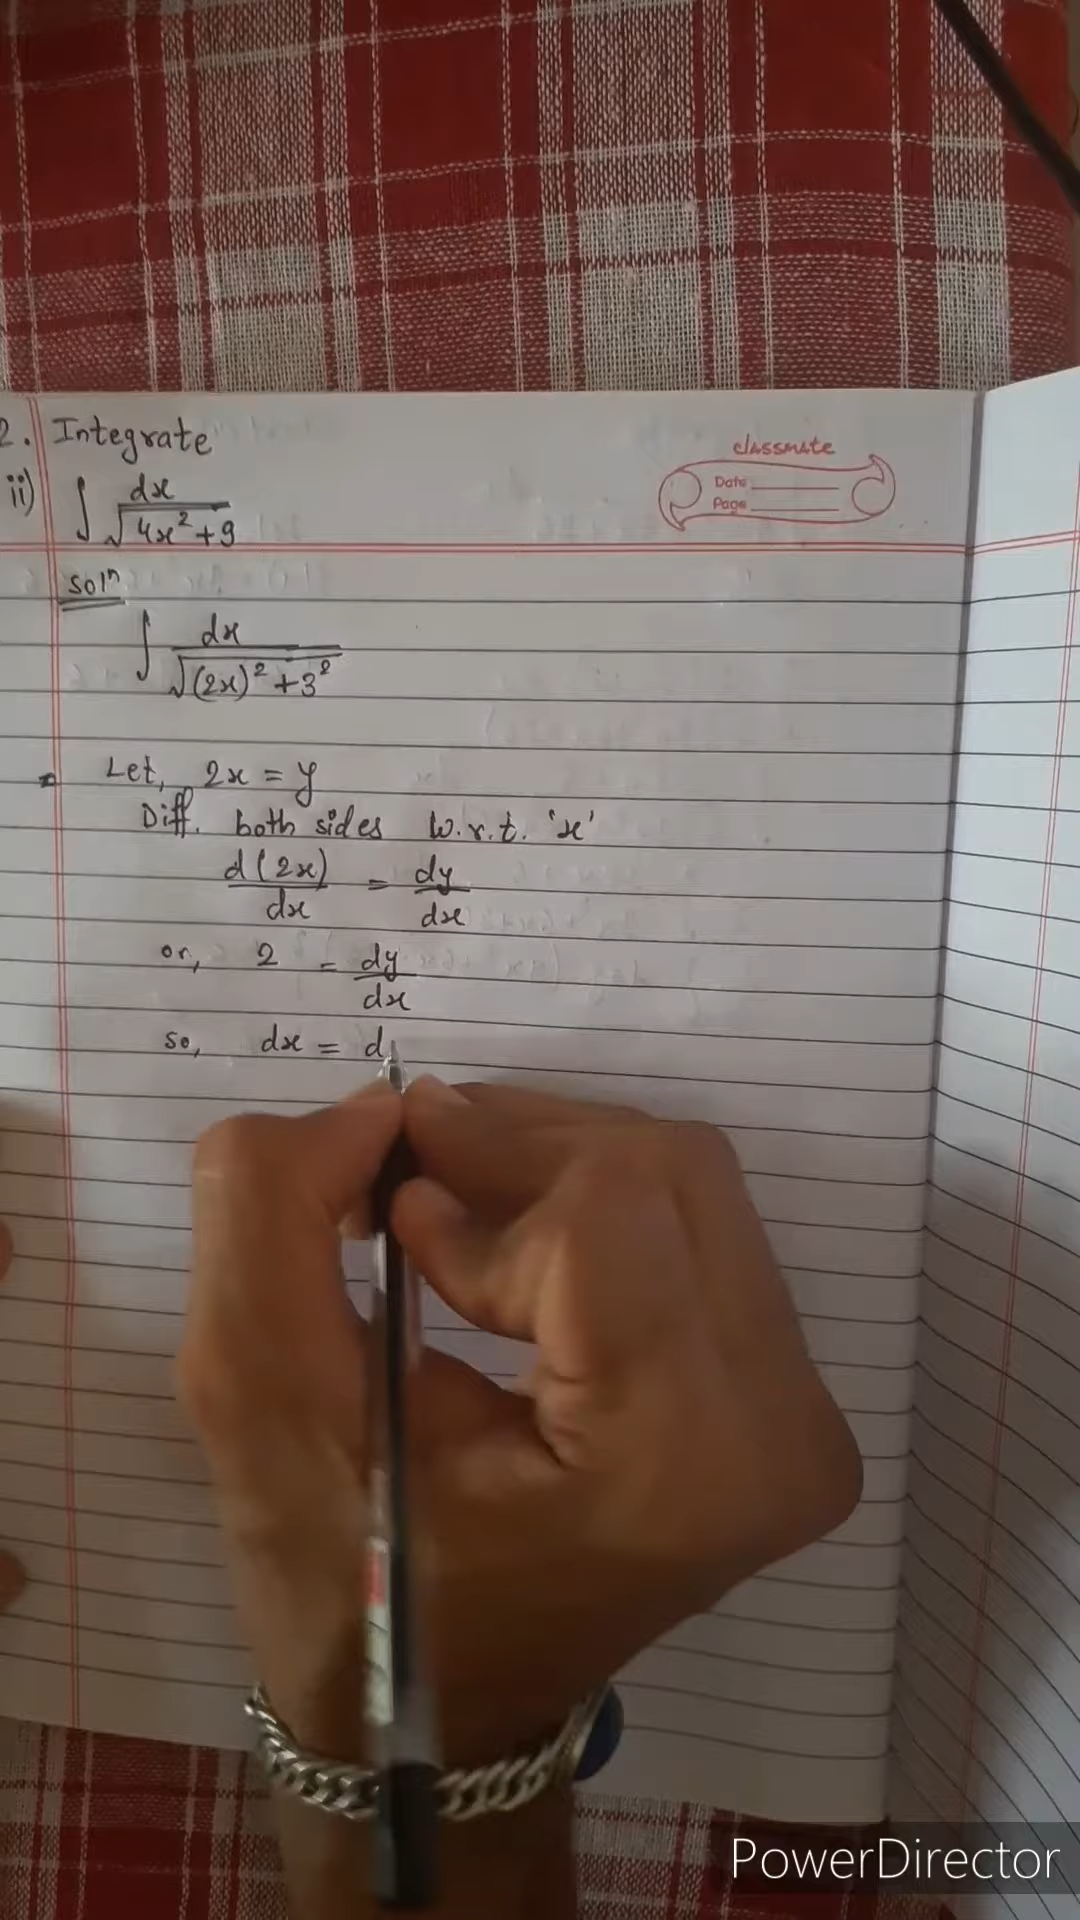 2. Integrate
ii) ∫ dx / √4x² + 9
classmate
Date
Page
Solⁿ
∫ dx / √(2x)² + 3²
Let, 2x = y
Diff. both sides w.r.t. 'x'
d(2x) / dx = dy / dx
or, 2 = dy / dx
so, dx = d
PowerDirector